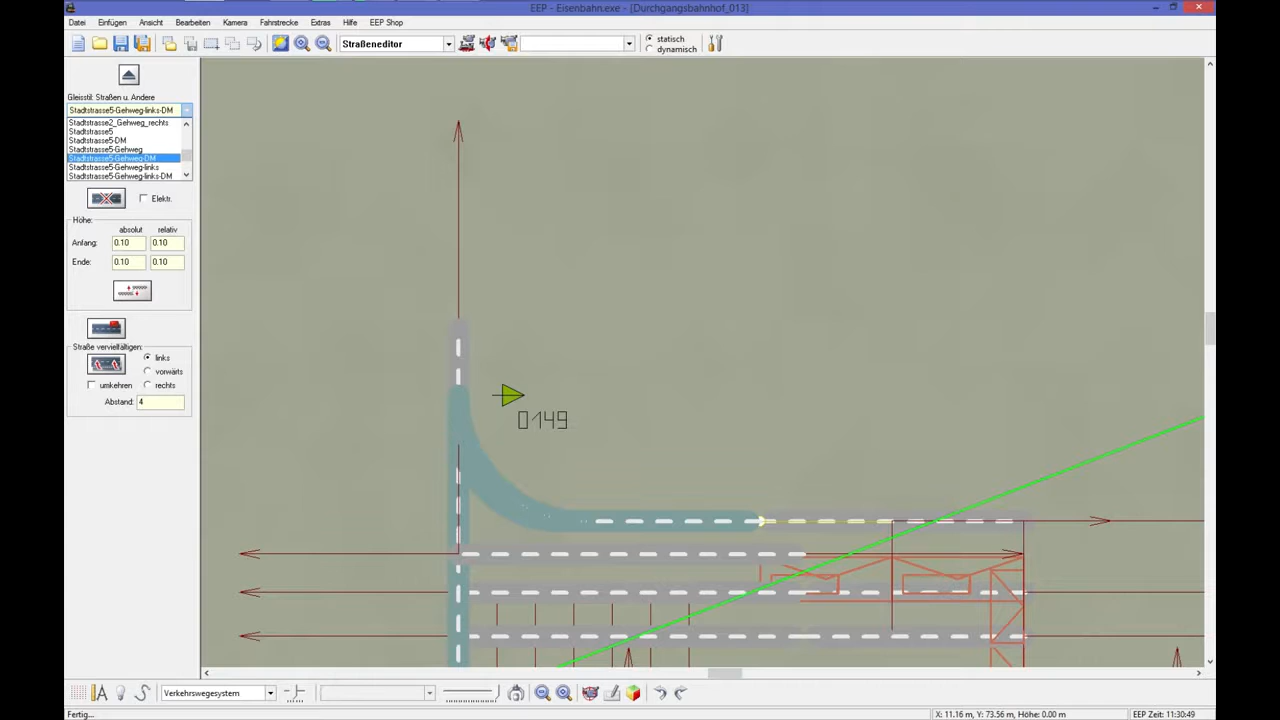 EEP - Eisenbahn.exe - [Durchgangsbahnhof_013]
Datei Einfügen Ansicht Bearbeiten Kamera Fahrstrecke Extras Hilfe EEP Shop
Straßeneditor
statisch
dynamisch
Gleisstil: Straßen u. Andere
Stadtstrasse5-Gehweg-links-DM
Stadtstrasse2_Gehweg_rechts
Stadtstrasse5
Stadtstrasse5-DM
Stadtstrasse5-Gehweg
Stadtstrasse5-Gehweg-DM
Stadtstrasse5-Gehweg-links
Stadtstrasse5-Gehweg-links-DM
Elektr.
Höhe:
absolut relativ
Anfang: 0.10 0.10
Ende: 0.10 0.10
Straße vervielfältigen:
links
vorwärts
umkehren rechts
Abstand: 4
0149
Verkehrswegesystem
Fertig... X: 11.16 m, Y: 73.56 m, Höhe: 0.00 m EEP Zeit: 11:30:49